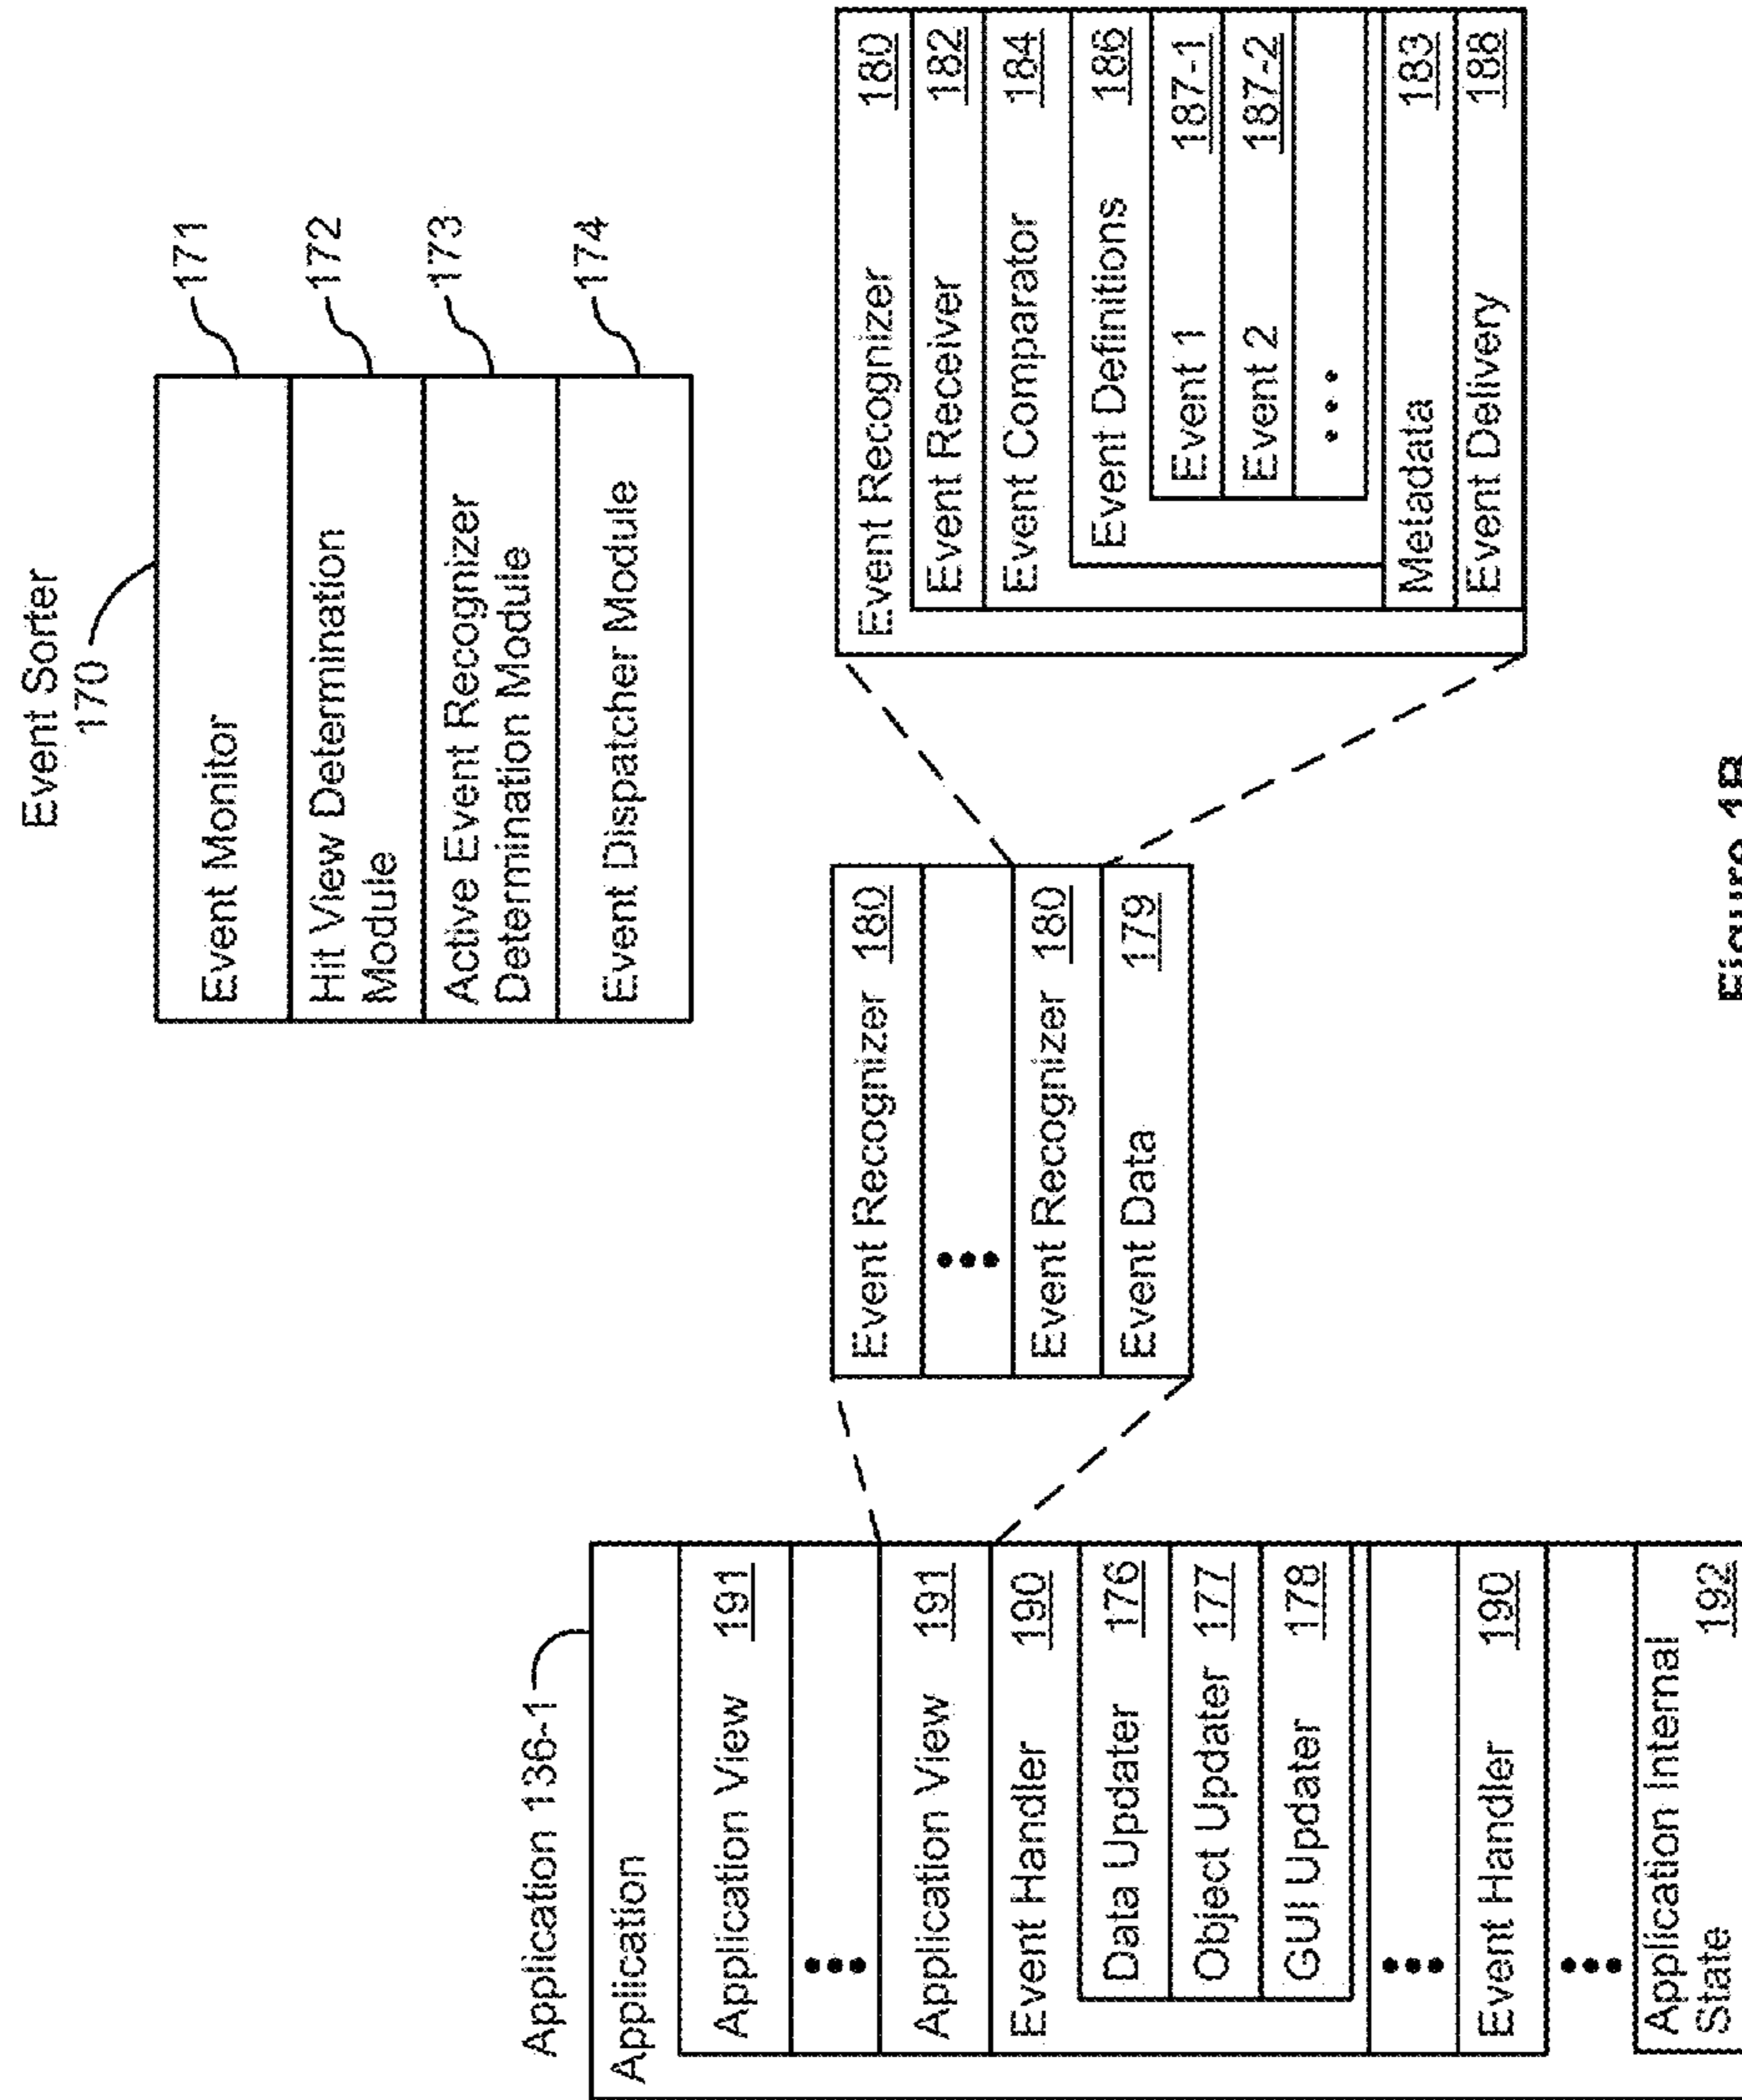 Event Sorter
170
Event Monitor
171
Hit View Determination
Module
172
Active Event Recognizer
Determination Module
173
Event Dispatcher Module
174
Application 136-1
Application
Application View 191
•••
Application View 191
Event Handler 190
Data Updater 176
Object Updater 177
GUI Updater 178
•••
Event Handler 190
•••
Application Internal
State 192
Event Recognizer 180
•••
Event Recognizer 180
Event Data 179
Event Recognizer 180
Event Receiver 182
Event Comparator 184
Event Definitions 186
Event 1 187-1
Event 2 187-2
•••
Metadata 183
Event Delivery 188
Figure 1B